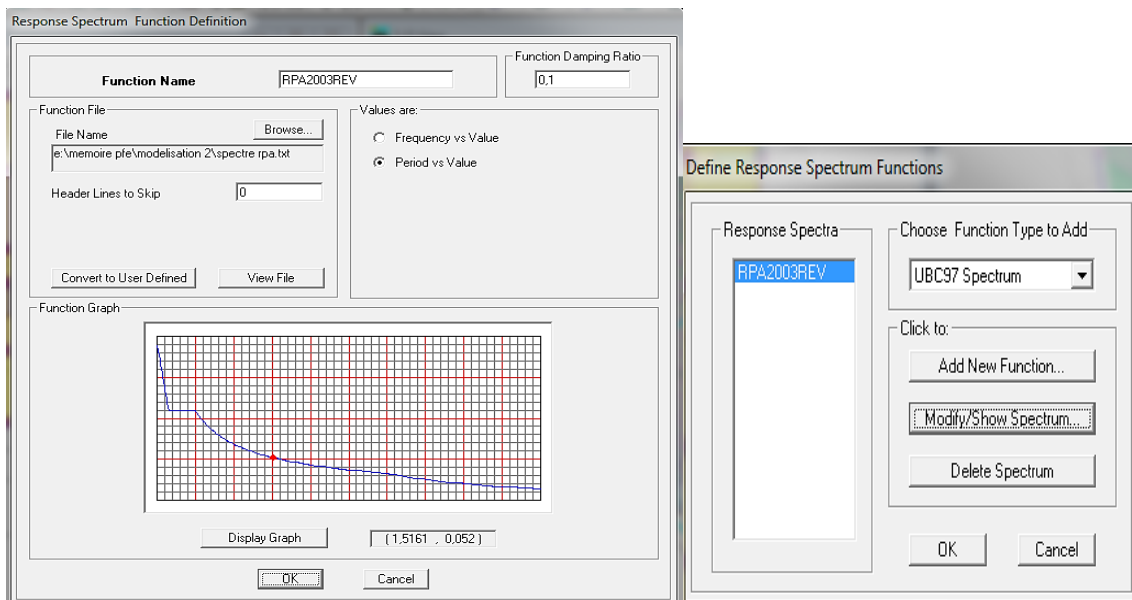 Response Spectrum Function Definition
Function Name
RPA2003REV
Function Damping Ratio
0,1
Function File
File Name
Browse...
e:\memoire pfe\modelisation 2\spectre rpa.txt
Header Lines to Skip
0
Convert to User Defined
View File
Values are:
Frequency vs Value
Period vs Value
Function Graph
Display Graph
( 1,5161 , 0,052 )
OK
Cancel
Define Response Spectrum Functions
Response Spectra
RPA2003REV
Choose Function Type to Add
UBC97 Spectrum
Click to:
Add New Function...
Modify/Show Spectrum...
Delete Spectrum
OK
Cancel